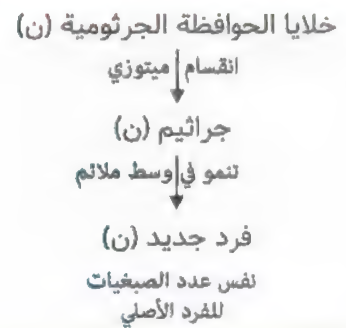 خلايا الحوافظة الجرثومية (ن)
انقسام ميتوزي
جراثيم (ن)
تنمو في وسط ملائم
فرد جديد (ن)
نفس عدد الصبغيات
للفرد الأصلي